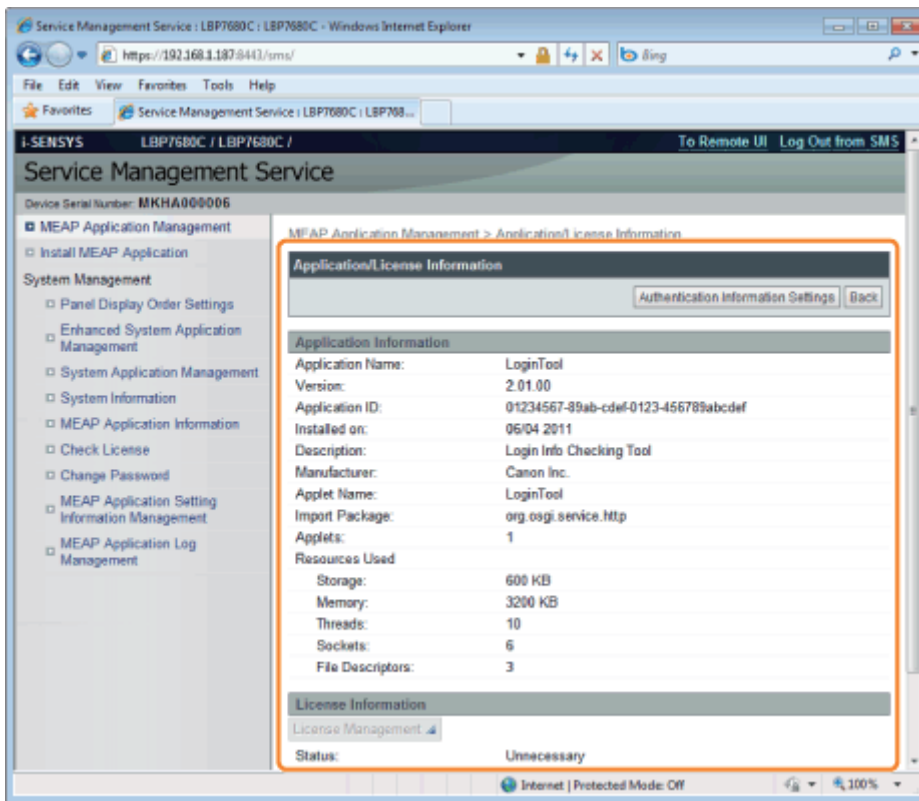 Service Management Service : LBP7680C : LBP7680C - Windows Internet Explorer
https://192.168.1.187:8443/sms/
Bing
File Edit View Favorites Tools Help
Favorites Service Management Service : LBP7680C : LBP768...
i-SENSYS LBP7680C / LBP7680C / To Remote UI Log Out from SMS
Service Management Service
Device Serial Number: MKHA000006
MEAP Application Management
Install MEAP Application
System Management
Panel Display Order Settings
Enhanced System Application
Management
System Application Management
System Information
MEAP Application Information
Check License
Change Password
MEAP Application Setting
Information Management
MEAP Application Log
Management
MEAP Application Management > Application/License Information
Application/License Information
Authentication Information Settings Back
Application Information
Application Name: LoginTool
Version: 2.01.00
Application ID: 01234567-89ab-cdef-0123-456789abcdef
Installed on: 06/04 2011
Description: Login Info Checking Tool
Manufacturer: Canon Inc.
Applet Name: LoginTool
Import Package: org.osgi.service.http
Applets: 1
Resources Used
Storage: 600 KB
Memory: 3200 KB
Threads: 10
Sockets: 6
File Descriptors: 3
License Information
License Management
Status: Unnecessary
Internet | Protected Mode: Off 100%